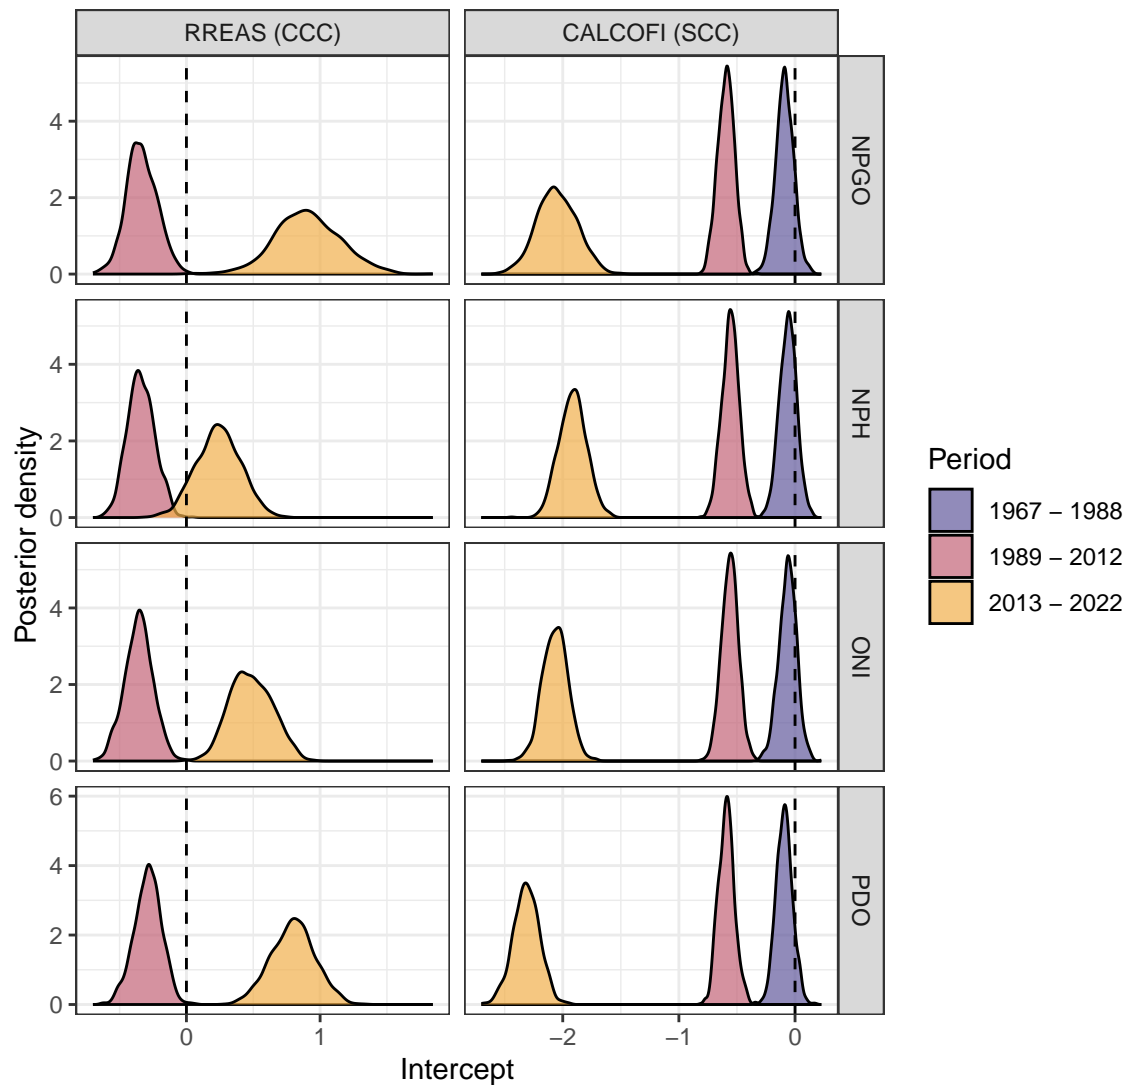 RREAS (CCC)
CALCOFI (SCC)
Posterior density
4
2
0
NPGO
4
2
0
NPH
4
2
0
ONI
6
4
2
0
PDO
0
1
−2
−1
0
Intercept
Period
1967 − 1988
1989 − 2012
2013 − 2022